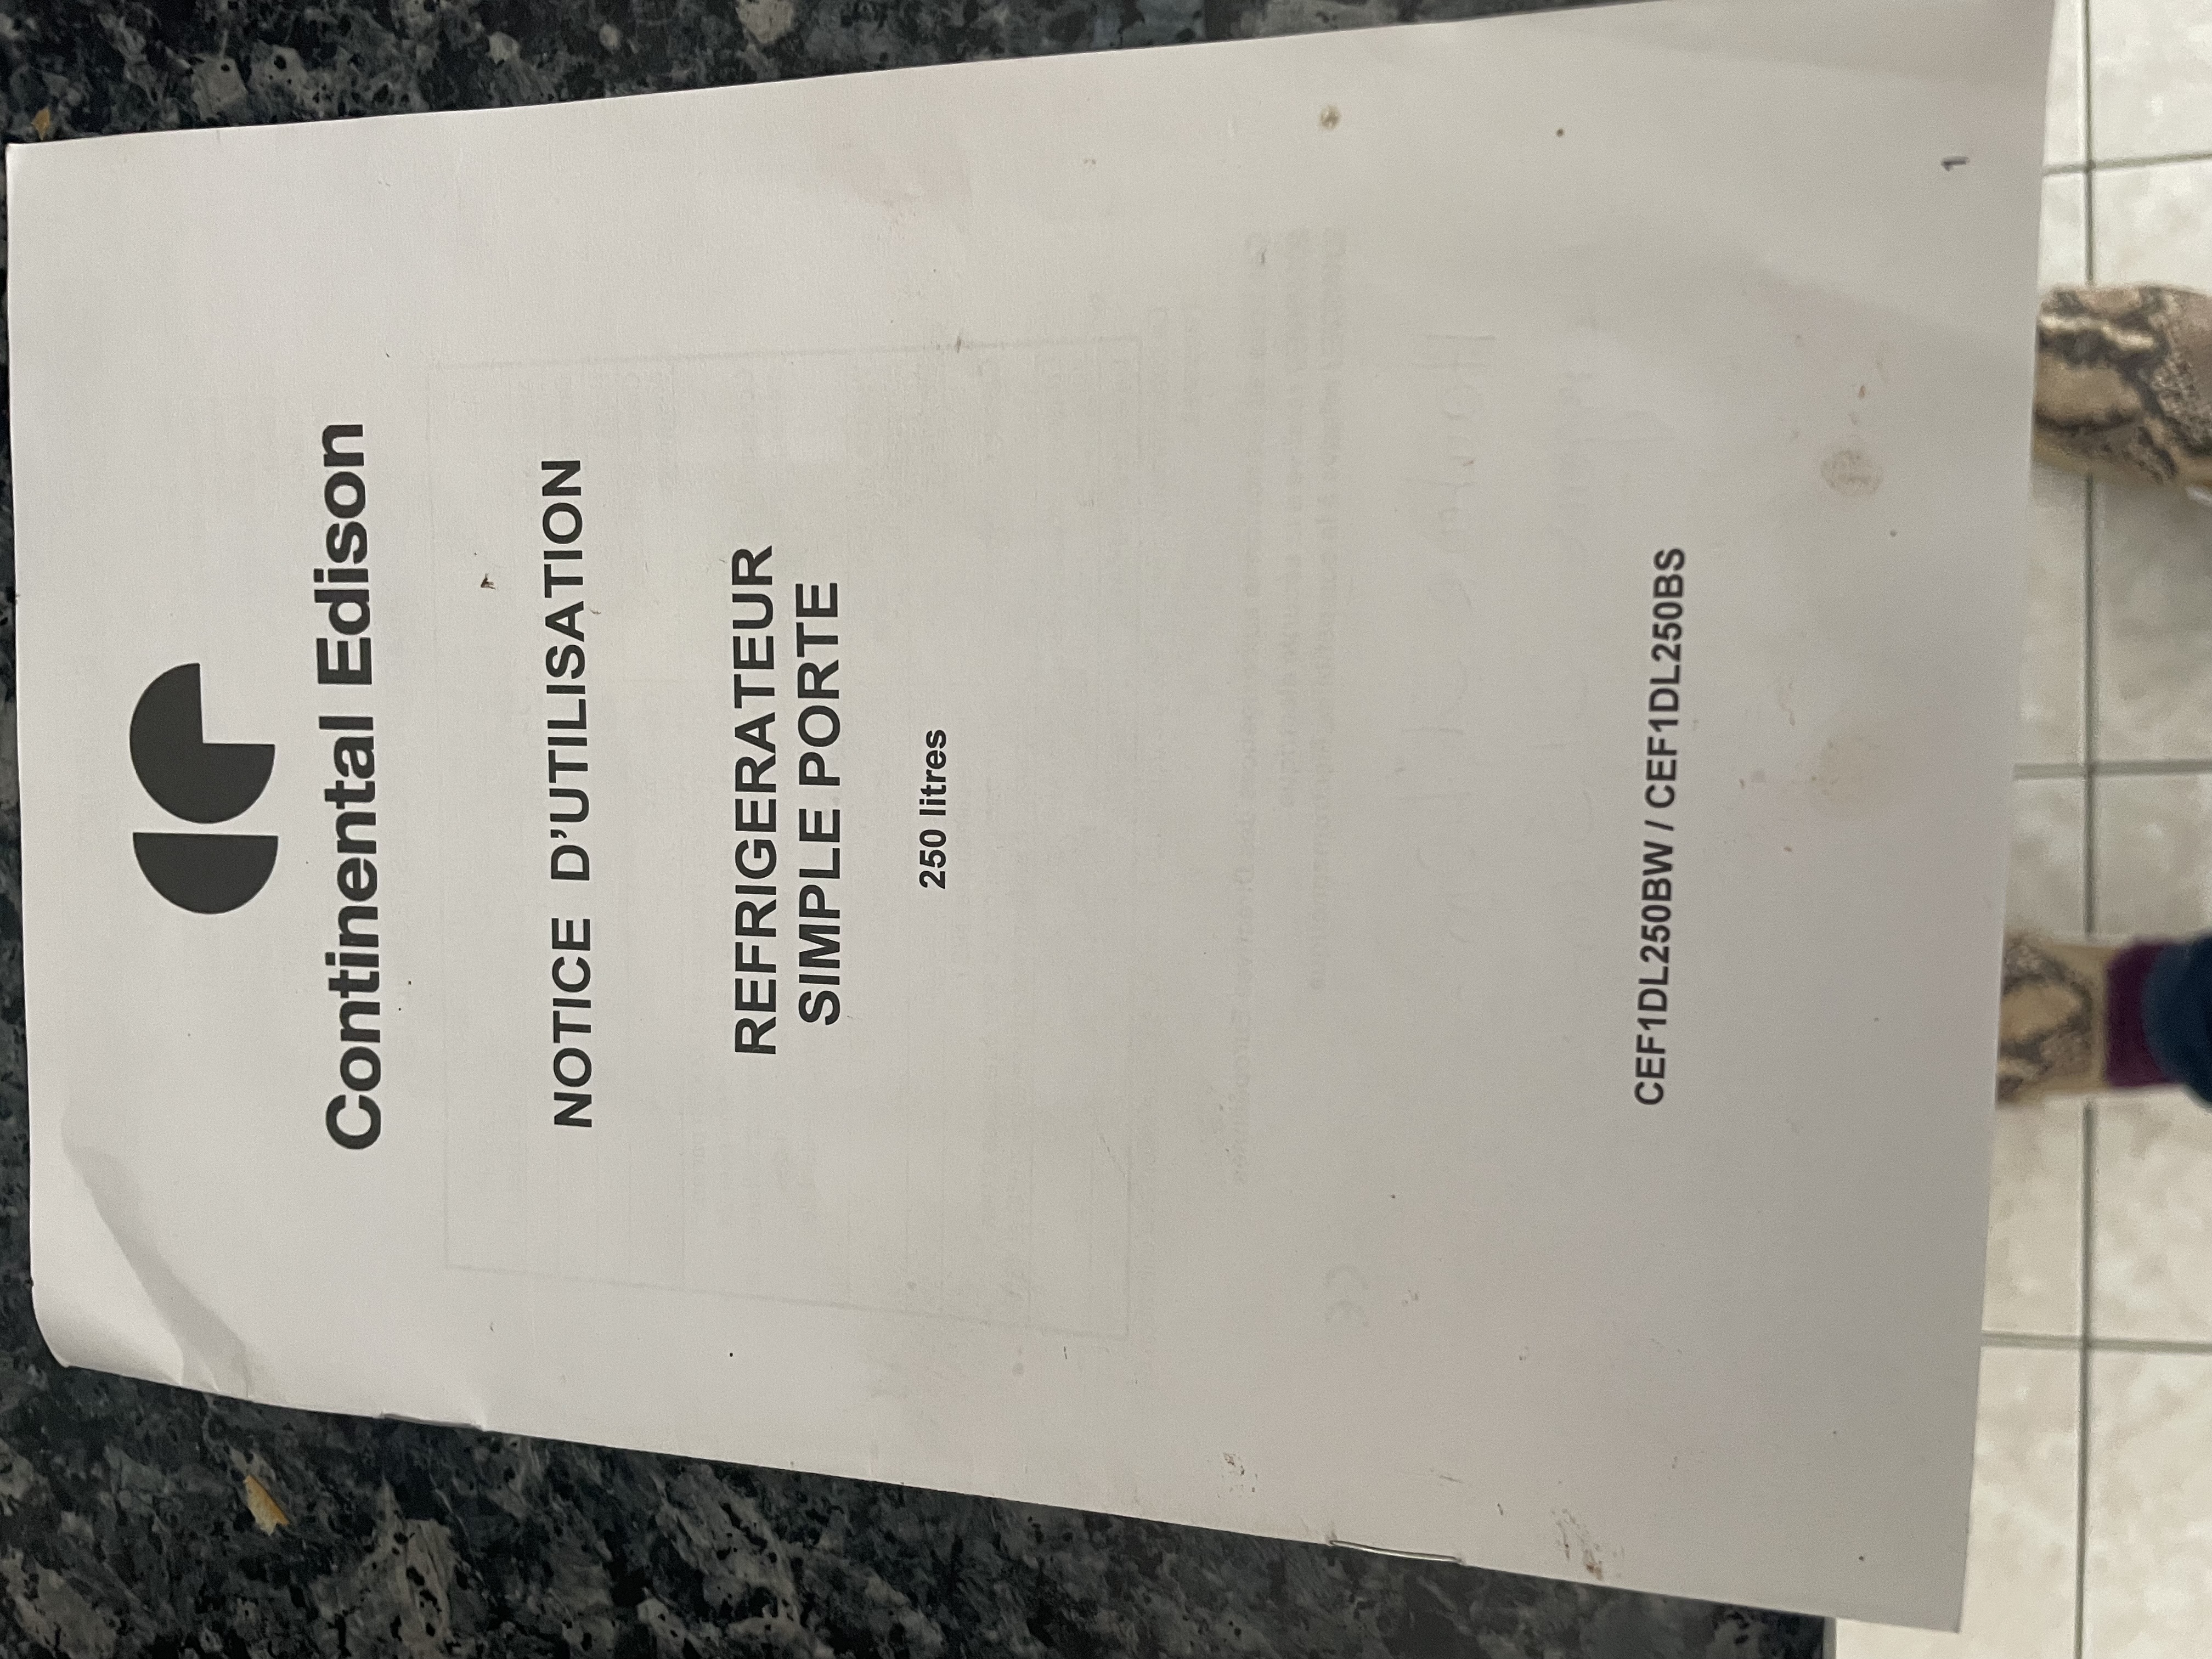 Continental Edison
NOTICE D'UTILISATION
REFRIGERATEUR
SIMPLE PORTE
250 litres
CEF1DL250BW / CEF1DL250BS
1